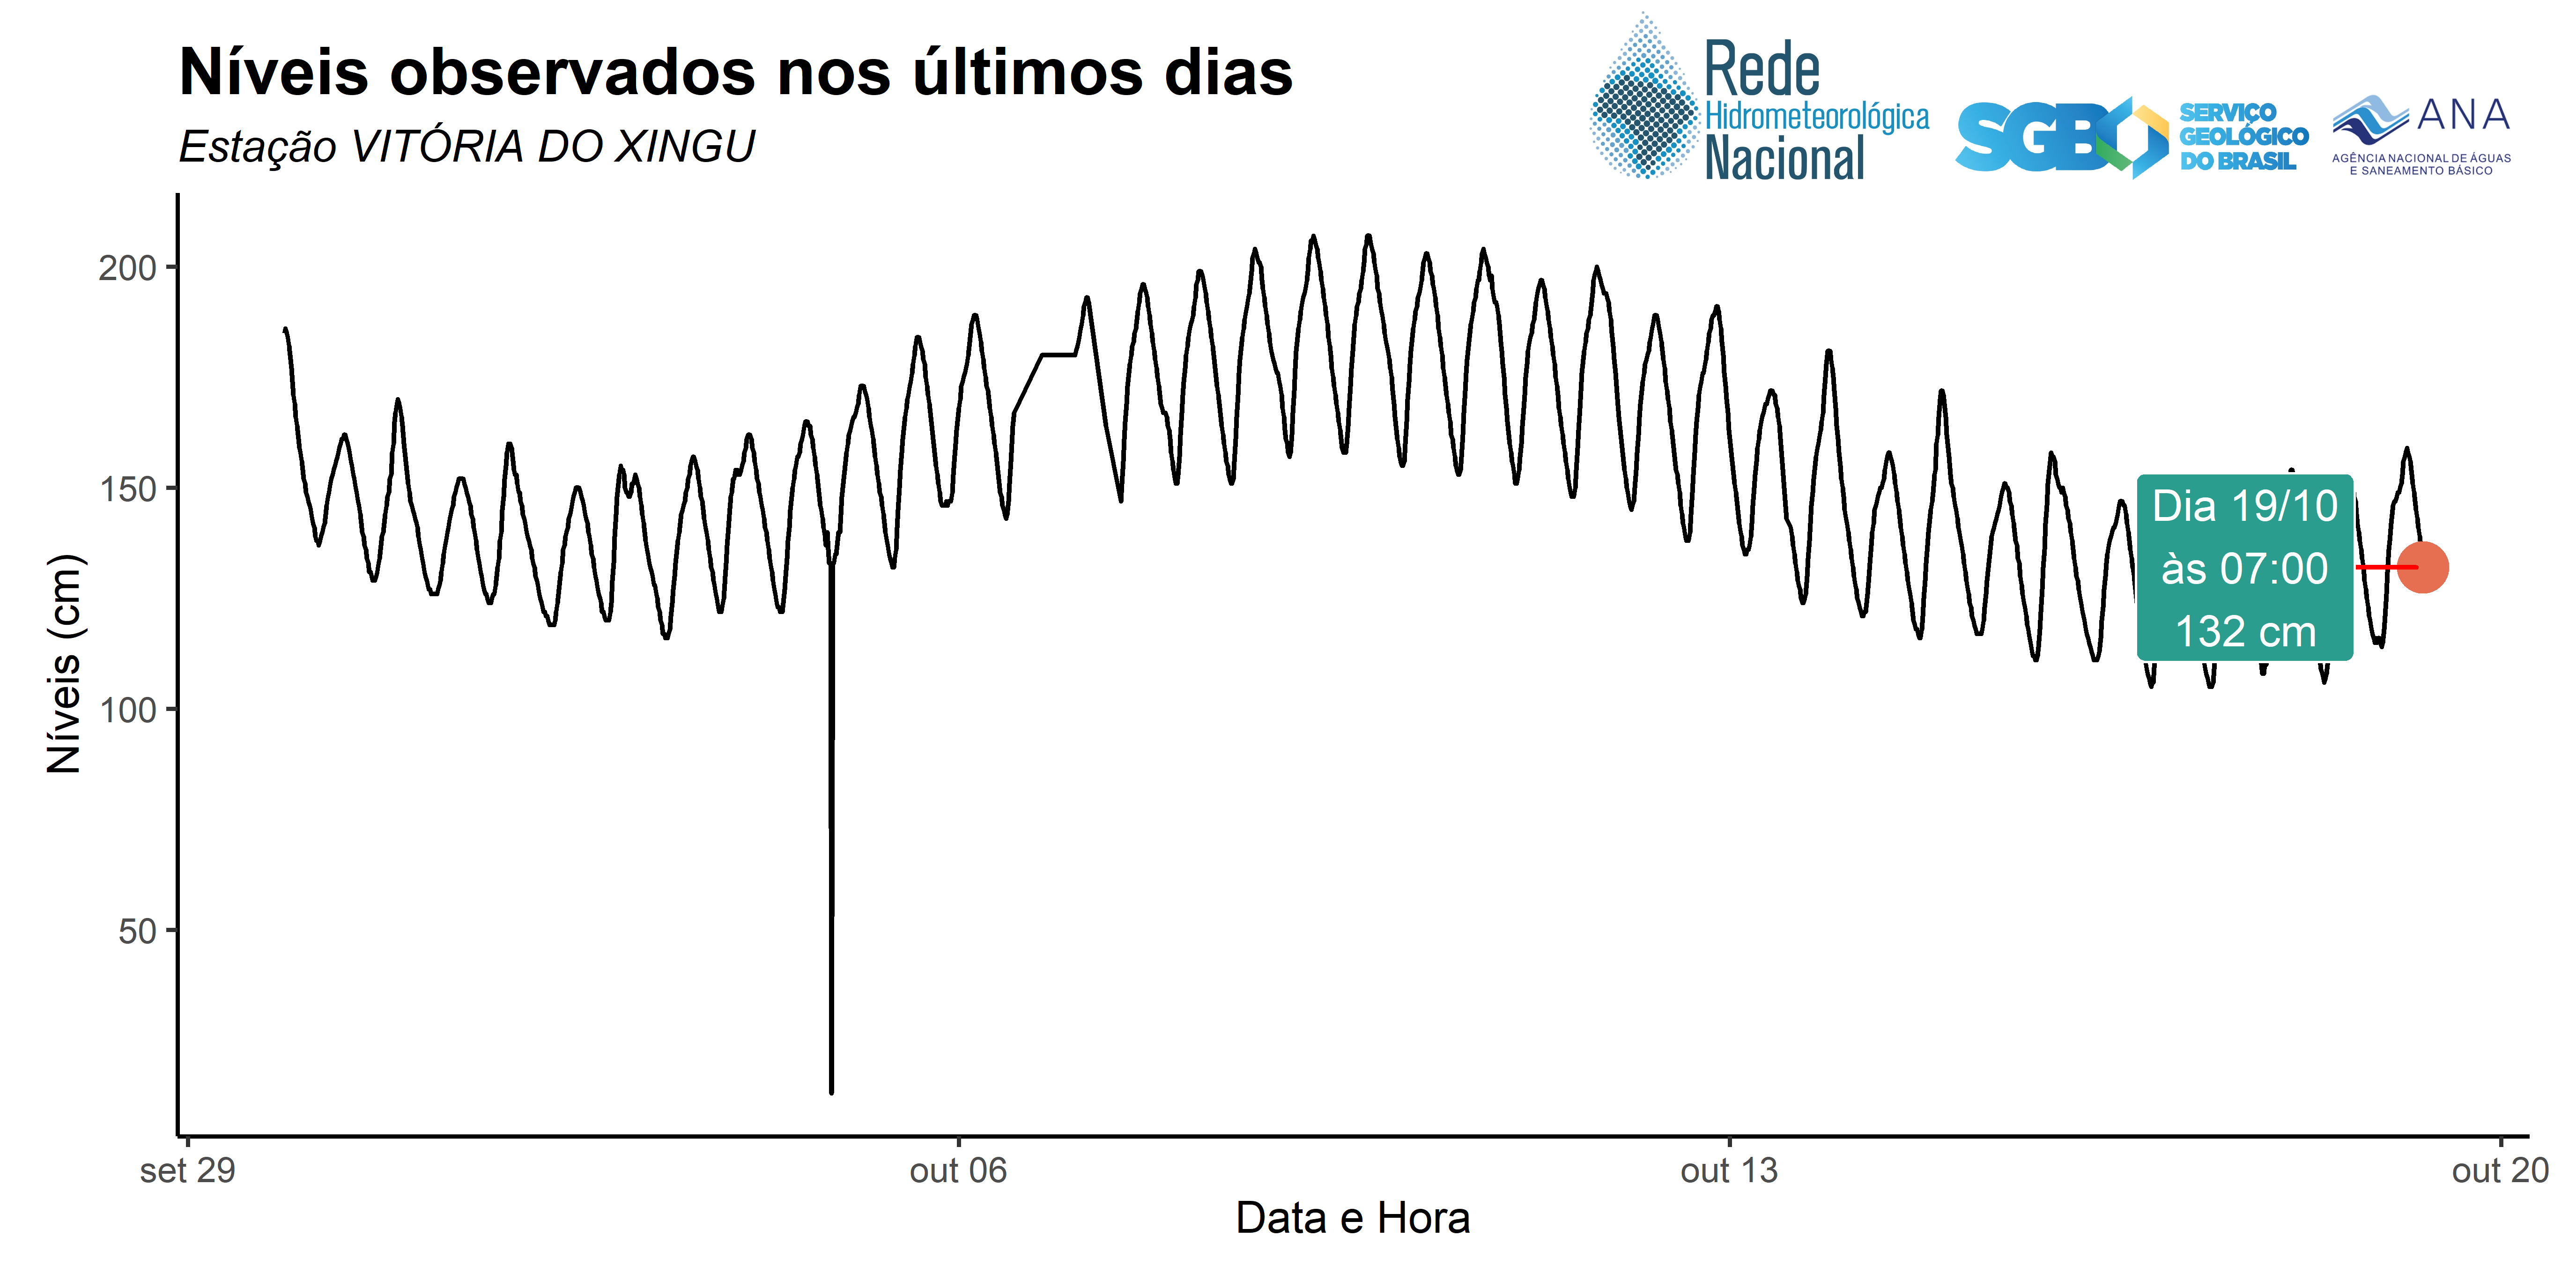 Níveis observados nos últimos dias
Estação VITÓRIA DO XINGU
Rede
Hidrometeorológica
Nacional
SGB
SERVIÇO
GEOLÓGICO
DO BRASIL
ANA
AGÊNCIA NACIONAL DE ÁGUAS
E SANEAMENTO BÁSICO
Níveis (cm)
200
150
100
50
Dia 19/10
às 07:00
132 cm
set 29
out 06
out 13
out 20
Data e Hora